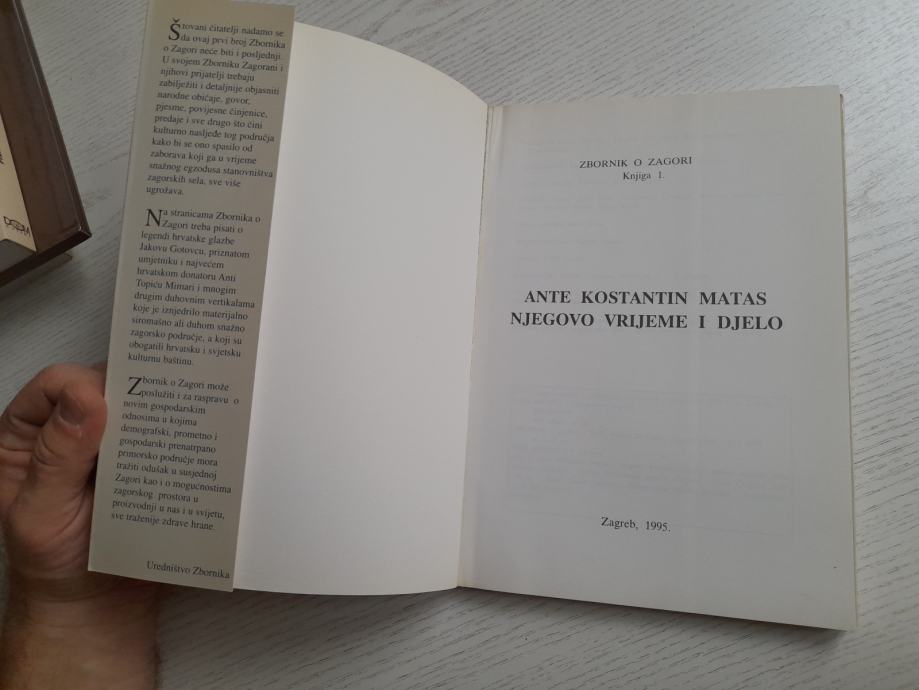 Štovani čitatelji nadamo se
da ovaj prvi broj Zbornika
o Zagori neće biti i posljednji.
U svojem Zborniku Zagorani i
njihovi prijatelji trebaju
zabilježiti i detaljnije objasniti
narodne običaje, govor,
pjesme, povijesne činjenice,
predaje i sve drugo što čini
kulturno nasljeđe tog područja
kako bi se ono spasilo od
zaborava koji ga u vrijeme
snažnog egzodusa stanovništva
zagorskih sela, sve više
ugrožava.
Na stranicama Zbornika o
Zagori treba pisati o
legendi hrvatske glazbe
Jakovu Gotovcu, priznatom
umjetniku i najvećem
hrvatskom donatoru Anti
Topiću Mimari i mnogim
drugim duhovnim vertikalama
koje je iznjedrilo materijalno
siromašno ali duhom snažno
zagorsko područje, a koji su
obogatili hrvatsku i svjetsku
kulturnu baštinu.
Zbornik o Zagori može
poslužiti i za raspravu o
novim gospodarskim
odnosima u kojima
demografski, prometno i
gospodarski prenatrpano
primorsko područje mora
tražiti odušak u susjednoj
Zagori kao i o mogućnostima
zagorskog prostora u
proizvodnji u nas i u svijetu,
sve iraženije zdrave hrane.
Uredništvo Zbornika
ZBORNIK O ZAGORI
Knjiga 1.
ANTE KOSTANTIN MATAS
NJEGOVO VRIJEME I DJELO
Zagreb, 1995.